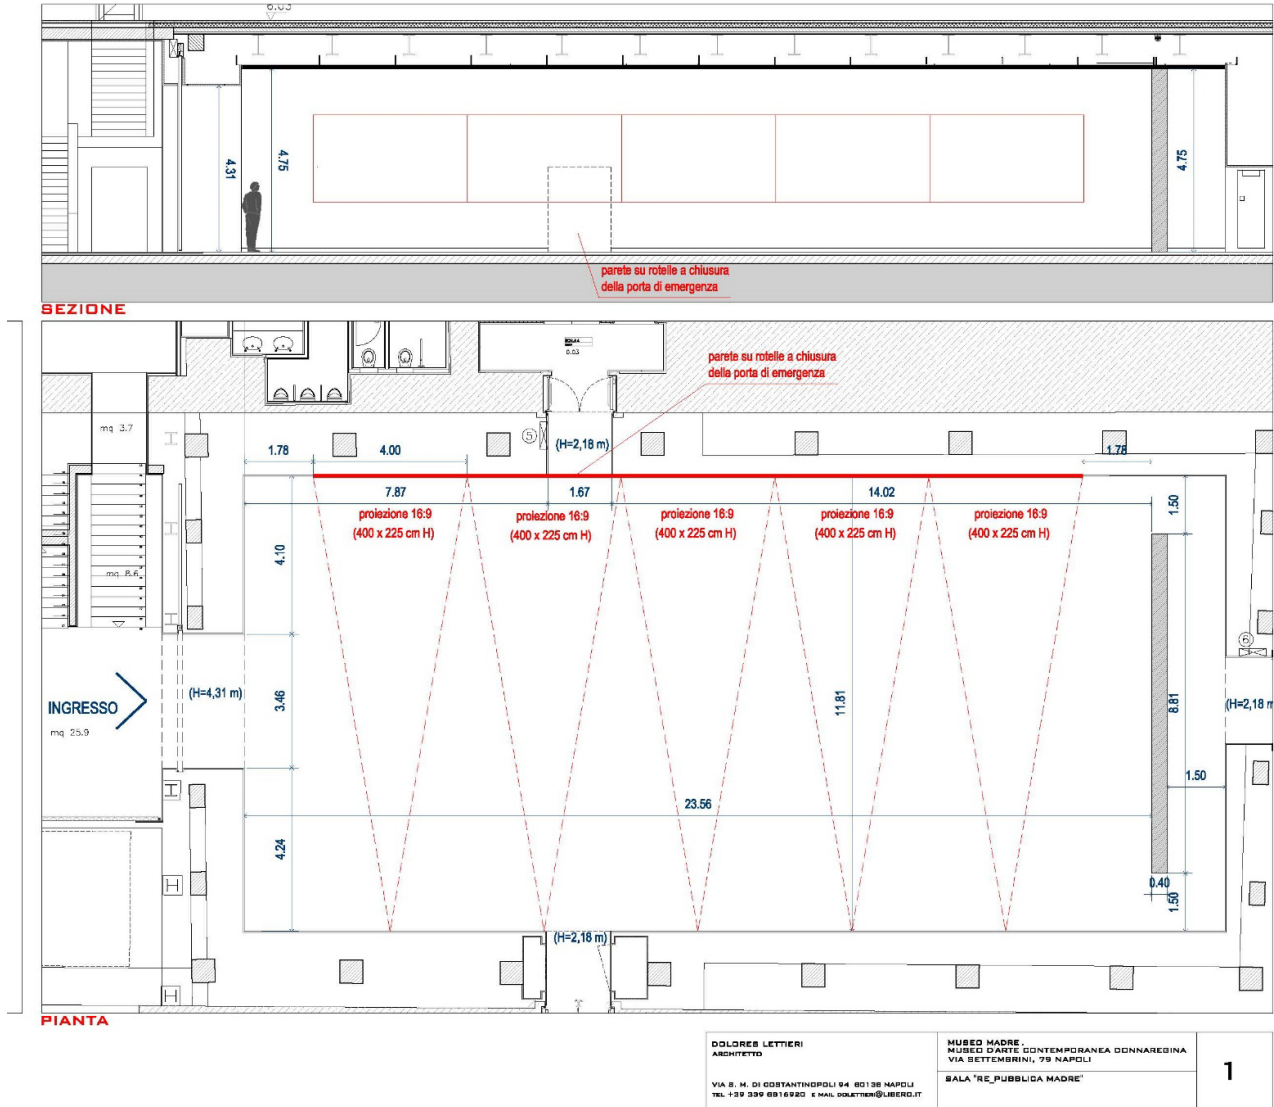 6.03
4.31
4.75
4.75
parete su rotelle a chiusura
della porta di emergenza
SEZIONE
0.03
parete su rotelle a chiusura
della porta di emergenza
mq 3.7
5
(H=2,18 m)
1.78
4.00
1.78
7.87
1.67
14.02
1.50
proiezione 16:9
(400 x 225 cm H)
proiezione 16:9
(400 x 225 cm H)
proiezione 16:9
(400 x 225 cm H)
proiezione 16:9
(400 x 225 cm H)
proiezione 16:9
(400 x 225 cm H)
4.10
mq 8.6
6
(H=4,31 m)
3.46
INGRESSO
mq 25.9
11.81
8.81
(H=2,18 m
1.50
23.56
4.24
0.40
1.50
(H=2,18 m)
PIANTA
DOLORES LETTIERI
ARCHITETTO
VIA S. M. DI COSTANTINOPOLI 94 80138 NAPOLI
TEL +39 339 6816920 E MAIL DOLETTIERI@LIBERO.IT
MUSEO MADRE.
MUSEO D'ARTE CONTEMPORANEA DONNAREGINA
VIA SETTEMBRINI, 79 NAPOLI
SALA "RE_PUBBLICA MADRE"
1